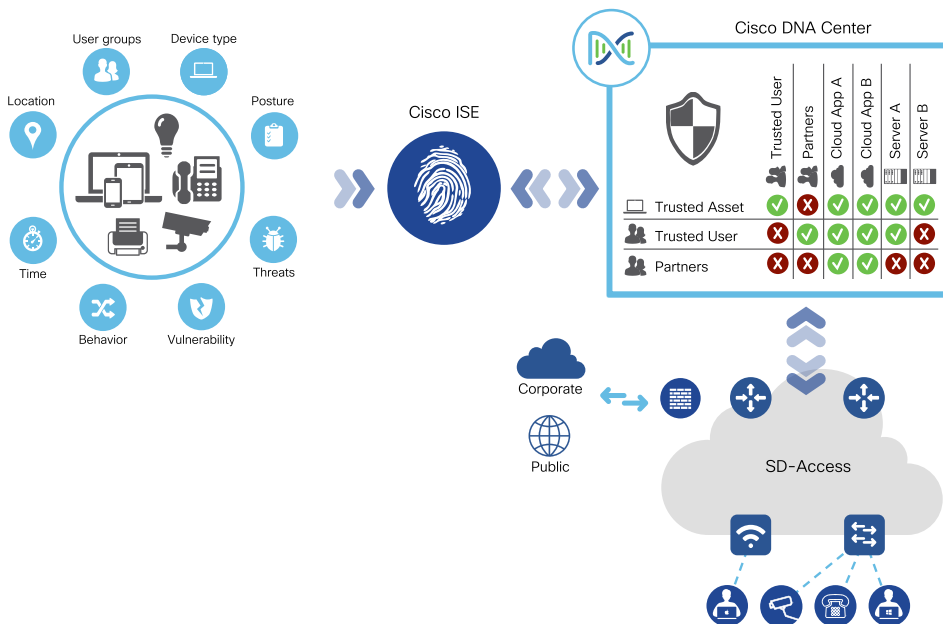 User groups
Device type
Location
Posture
Time
Threats
Behavior
Vulnerability
Cisco ISE
Cisco DNA Center
Trusted User
Partners
Cloud App A
Cloud App B
Server A
Server B
Trusted Asset
Trusted User
Partners
Corporate
Public
SD-Access